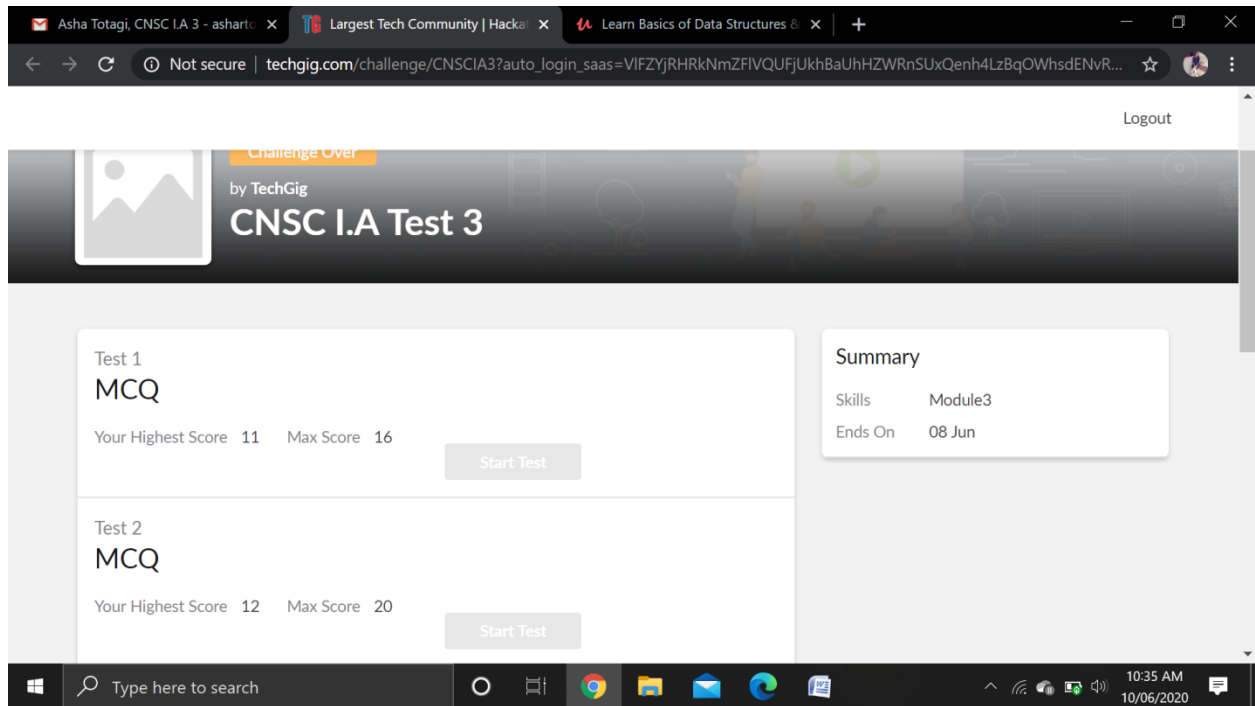 Asha Totagi, CNSC I.A 3 - asharto
Largest Tech Community | Hackat
Learn Basics of Data Structures &
Not secure | techgig.com/challenge/CNSCIA3?auto_login_saas=VlFZYjRHRkNmZFlVQUFjUkhBaUhHZWRnSUxQenh4LzBqOWhsdENvR...
Logout
Challenge Over
by TechGig
CNSC I.A Test 3
Test 1
MCQ
Your Highest Score 11 Max Score 16
Start Test
Test 2
MCQ
Your Highest Score 12 Max Score 20
Start Test
Summary
Skills Module3
Ends On 08 Jun
Type here to search
10:35 AM
10/06/2020